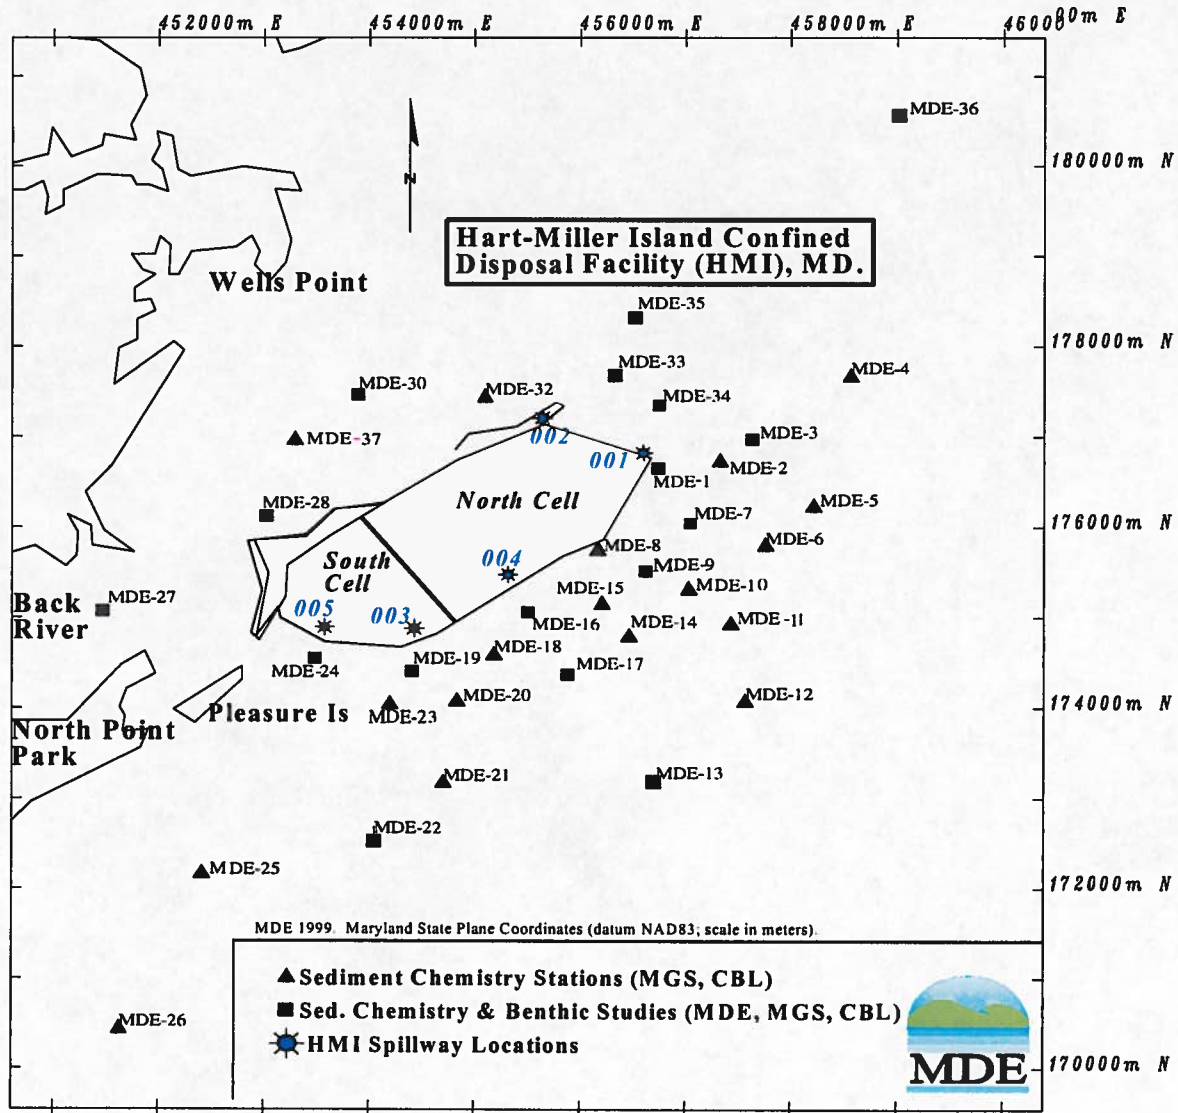 452000m E
454000m E
456000m E
458000m E
46000
00m E
MDE-36
180000m N
N
Hart-Miller Island Confined
Disposal Facility (HMI), MD.
Wells Point
MDE-35
178000m N
MDE-33
MDE-4
MDE-30
MDE-32
MDE-34
MDE-37
002
MDE-3
001
MDE-2
MDE-1
North Cell
MDE-28
MDE-5
MDE-7
176000m N
MDE-6
MDE-8
004
South
Cell
MDE-9
MDE-10
MDE-15
Back
River
MDE-27
005
003
MDE-16
MDE-14
MDE-11
MDE-18
MDE-24
MDE-19
MDE-17
MDE-20
MDE-12
174000m N
MDE-23
Pleasure Is
North Point
Park
MDE-21
MDE-13
MDE-22
MDE-25
172000m N
MDE 1999. Maryland State Plane Coordinates (datum NAD83; scale in meters).
Sediment Chemistry Stations (MGS, CBL)
Sed. Chemistry & Benthic Studies (MDE, MGS, CBL)
HMI Spillway Locations
MDE-26
MDE
170000m N